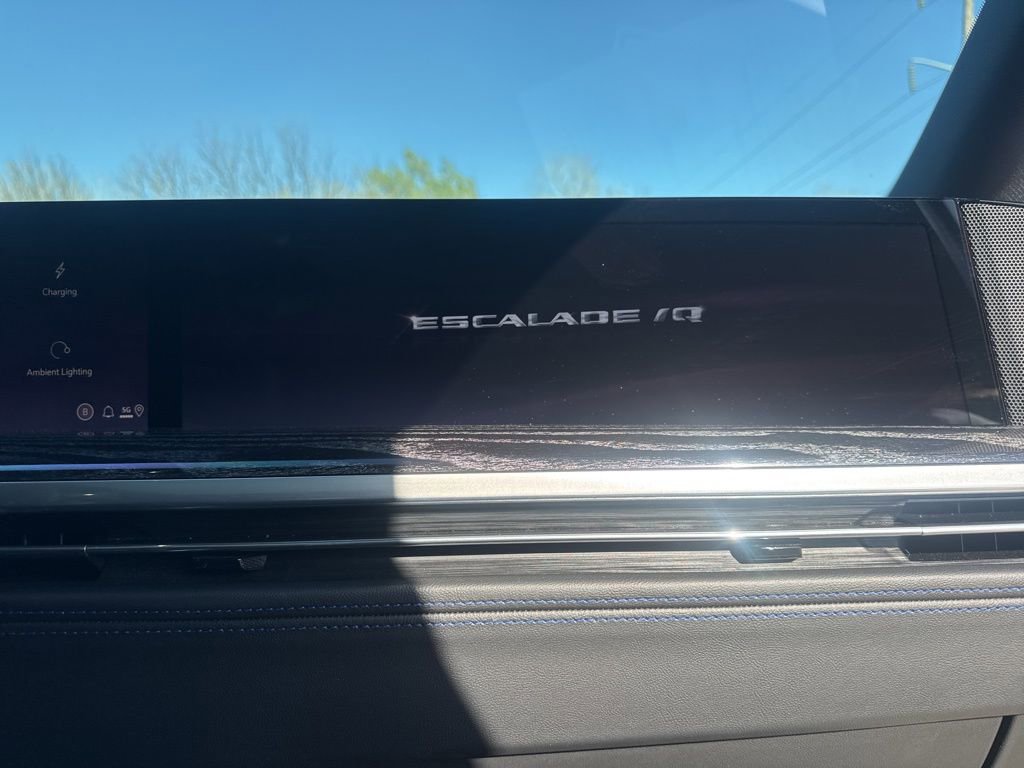 Charging
ESCALADE IQ
Ambient Lighting
B 5G